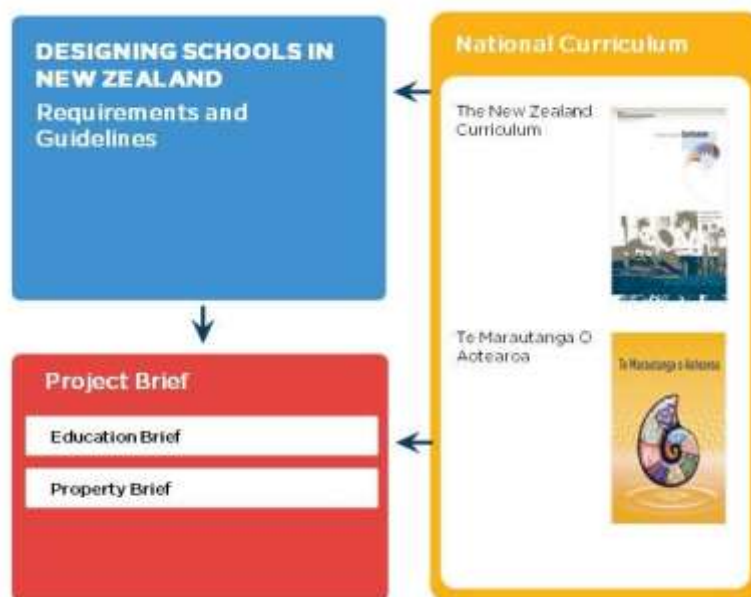 DESIGNING SCHOOLS IN
NEW ZEALAND
Requirements and
Guidelines
National Curriculum
The New Zealand
Curriculum
Te Marautanga O
Aotearoa
Te Marautanga o Aotearoa
Project Brief
Education Brief
Property Brief